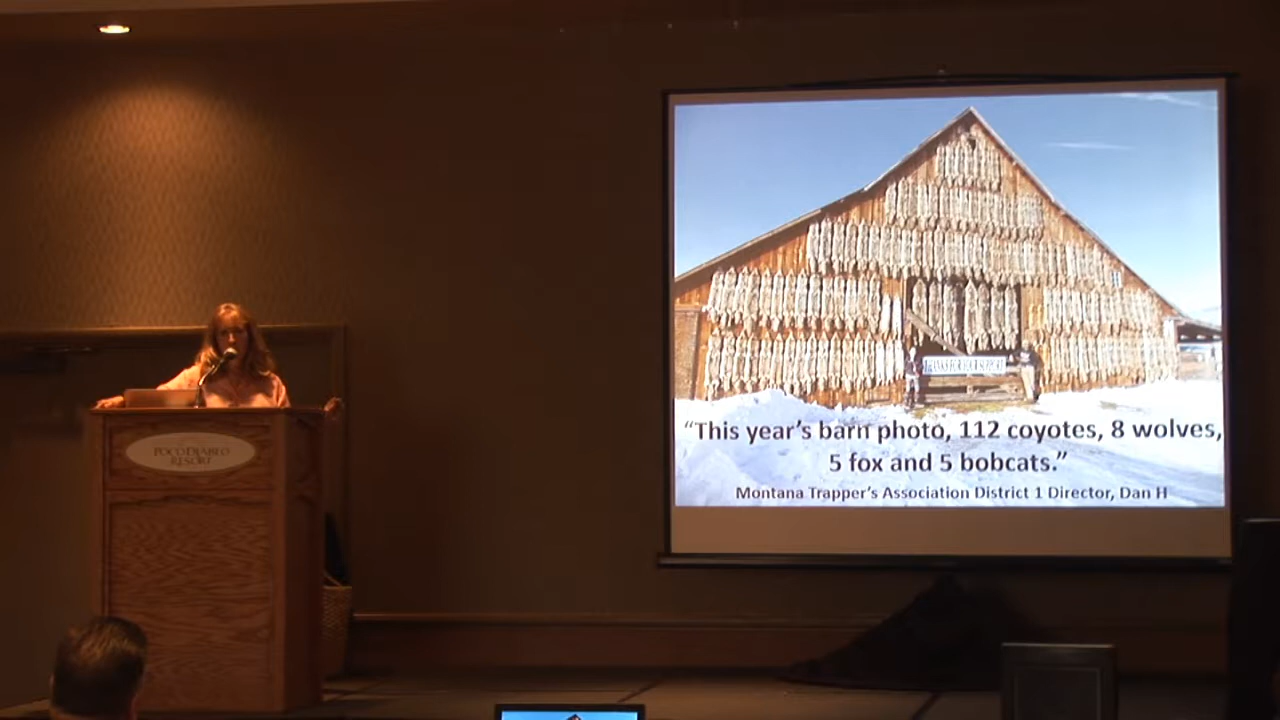 POCO DIABLO
RESORT
"This year's barn photo, 112 coyotes, 8 wolves,
5 fox and 5 bobcats."
Montana Trapper's Association District 1 Director, Dan H